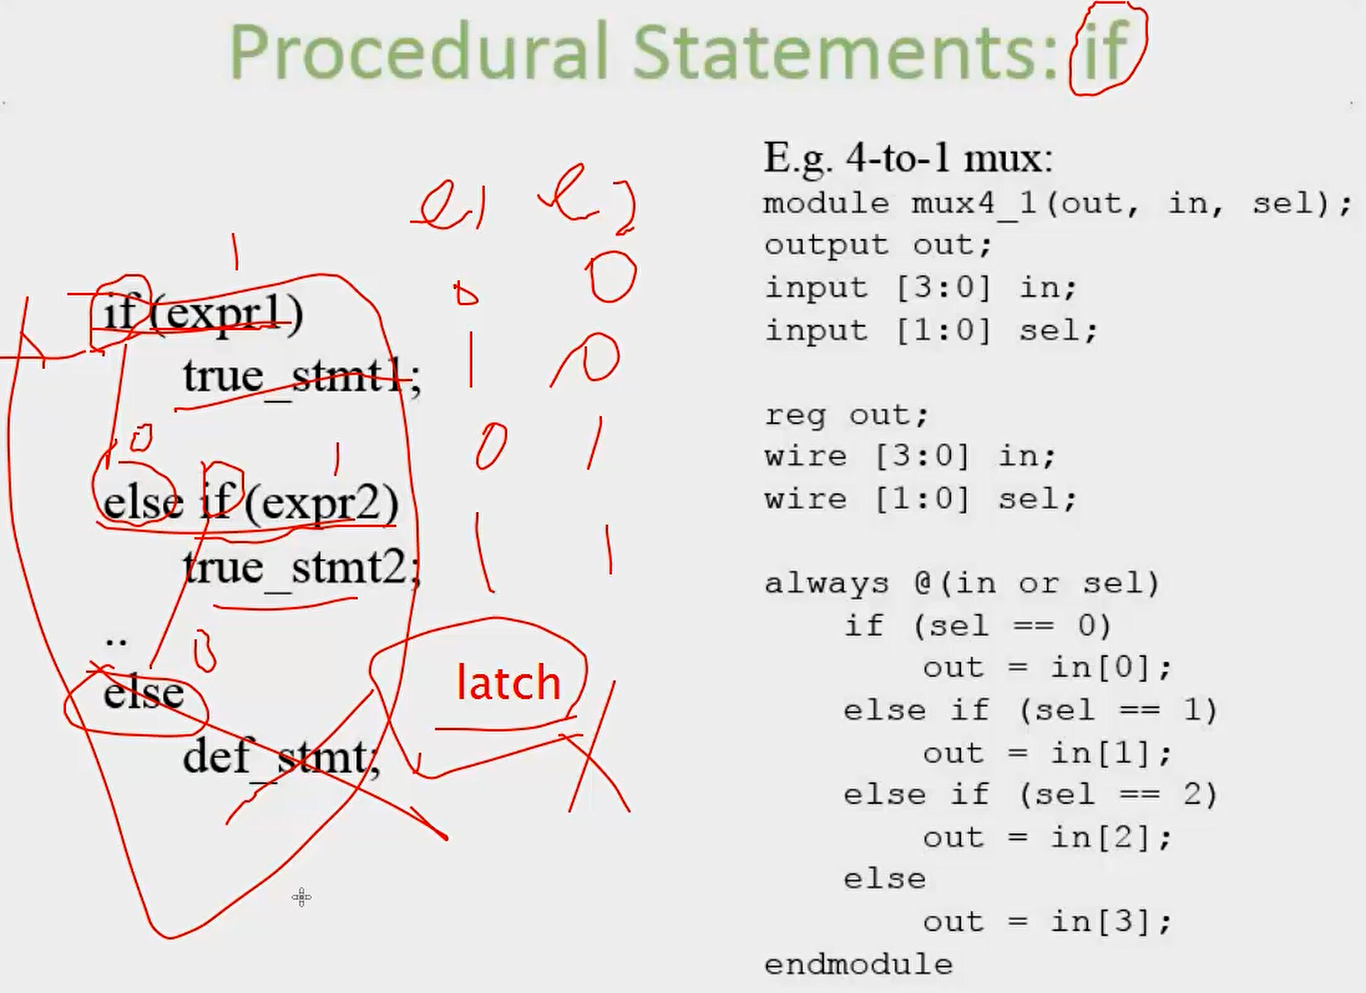 Procedural Statements: if
e1 e2
1
if (expr1)
0 0
true_stmt1;
1 0
0
1
0 1
else if (expr2)
true_stmt2;
1 1
..
0
else
latch
def_stmt;
E.g. 4-to-1 mux:
module mux4_1(out, in, sel);
output out;
input [3:0] in;
input [1:0] sel;
reg out;
wire [3:0] in;
wire [1:0] sel;
always @(in or sel)
if (sel == 0)
out = in[0];
else if (sel == 1)
out = in[1];
else if (sel == 2)
out = in[2];
else
out = in[3];
endmodule